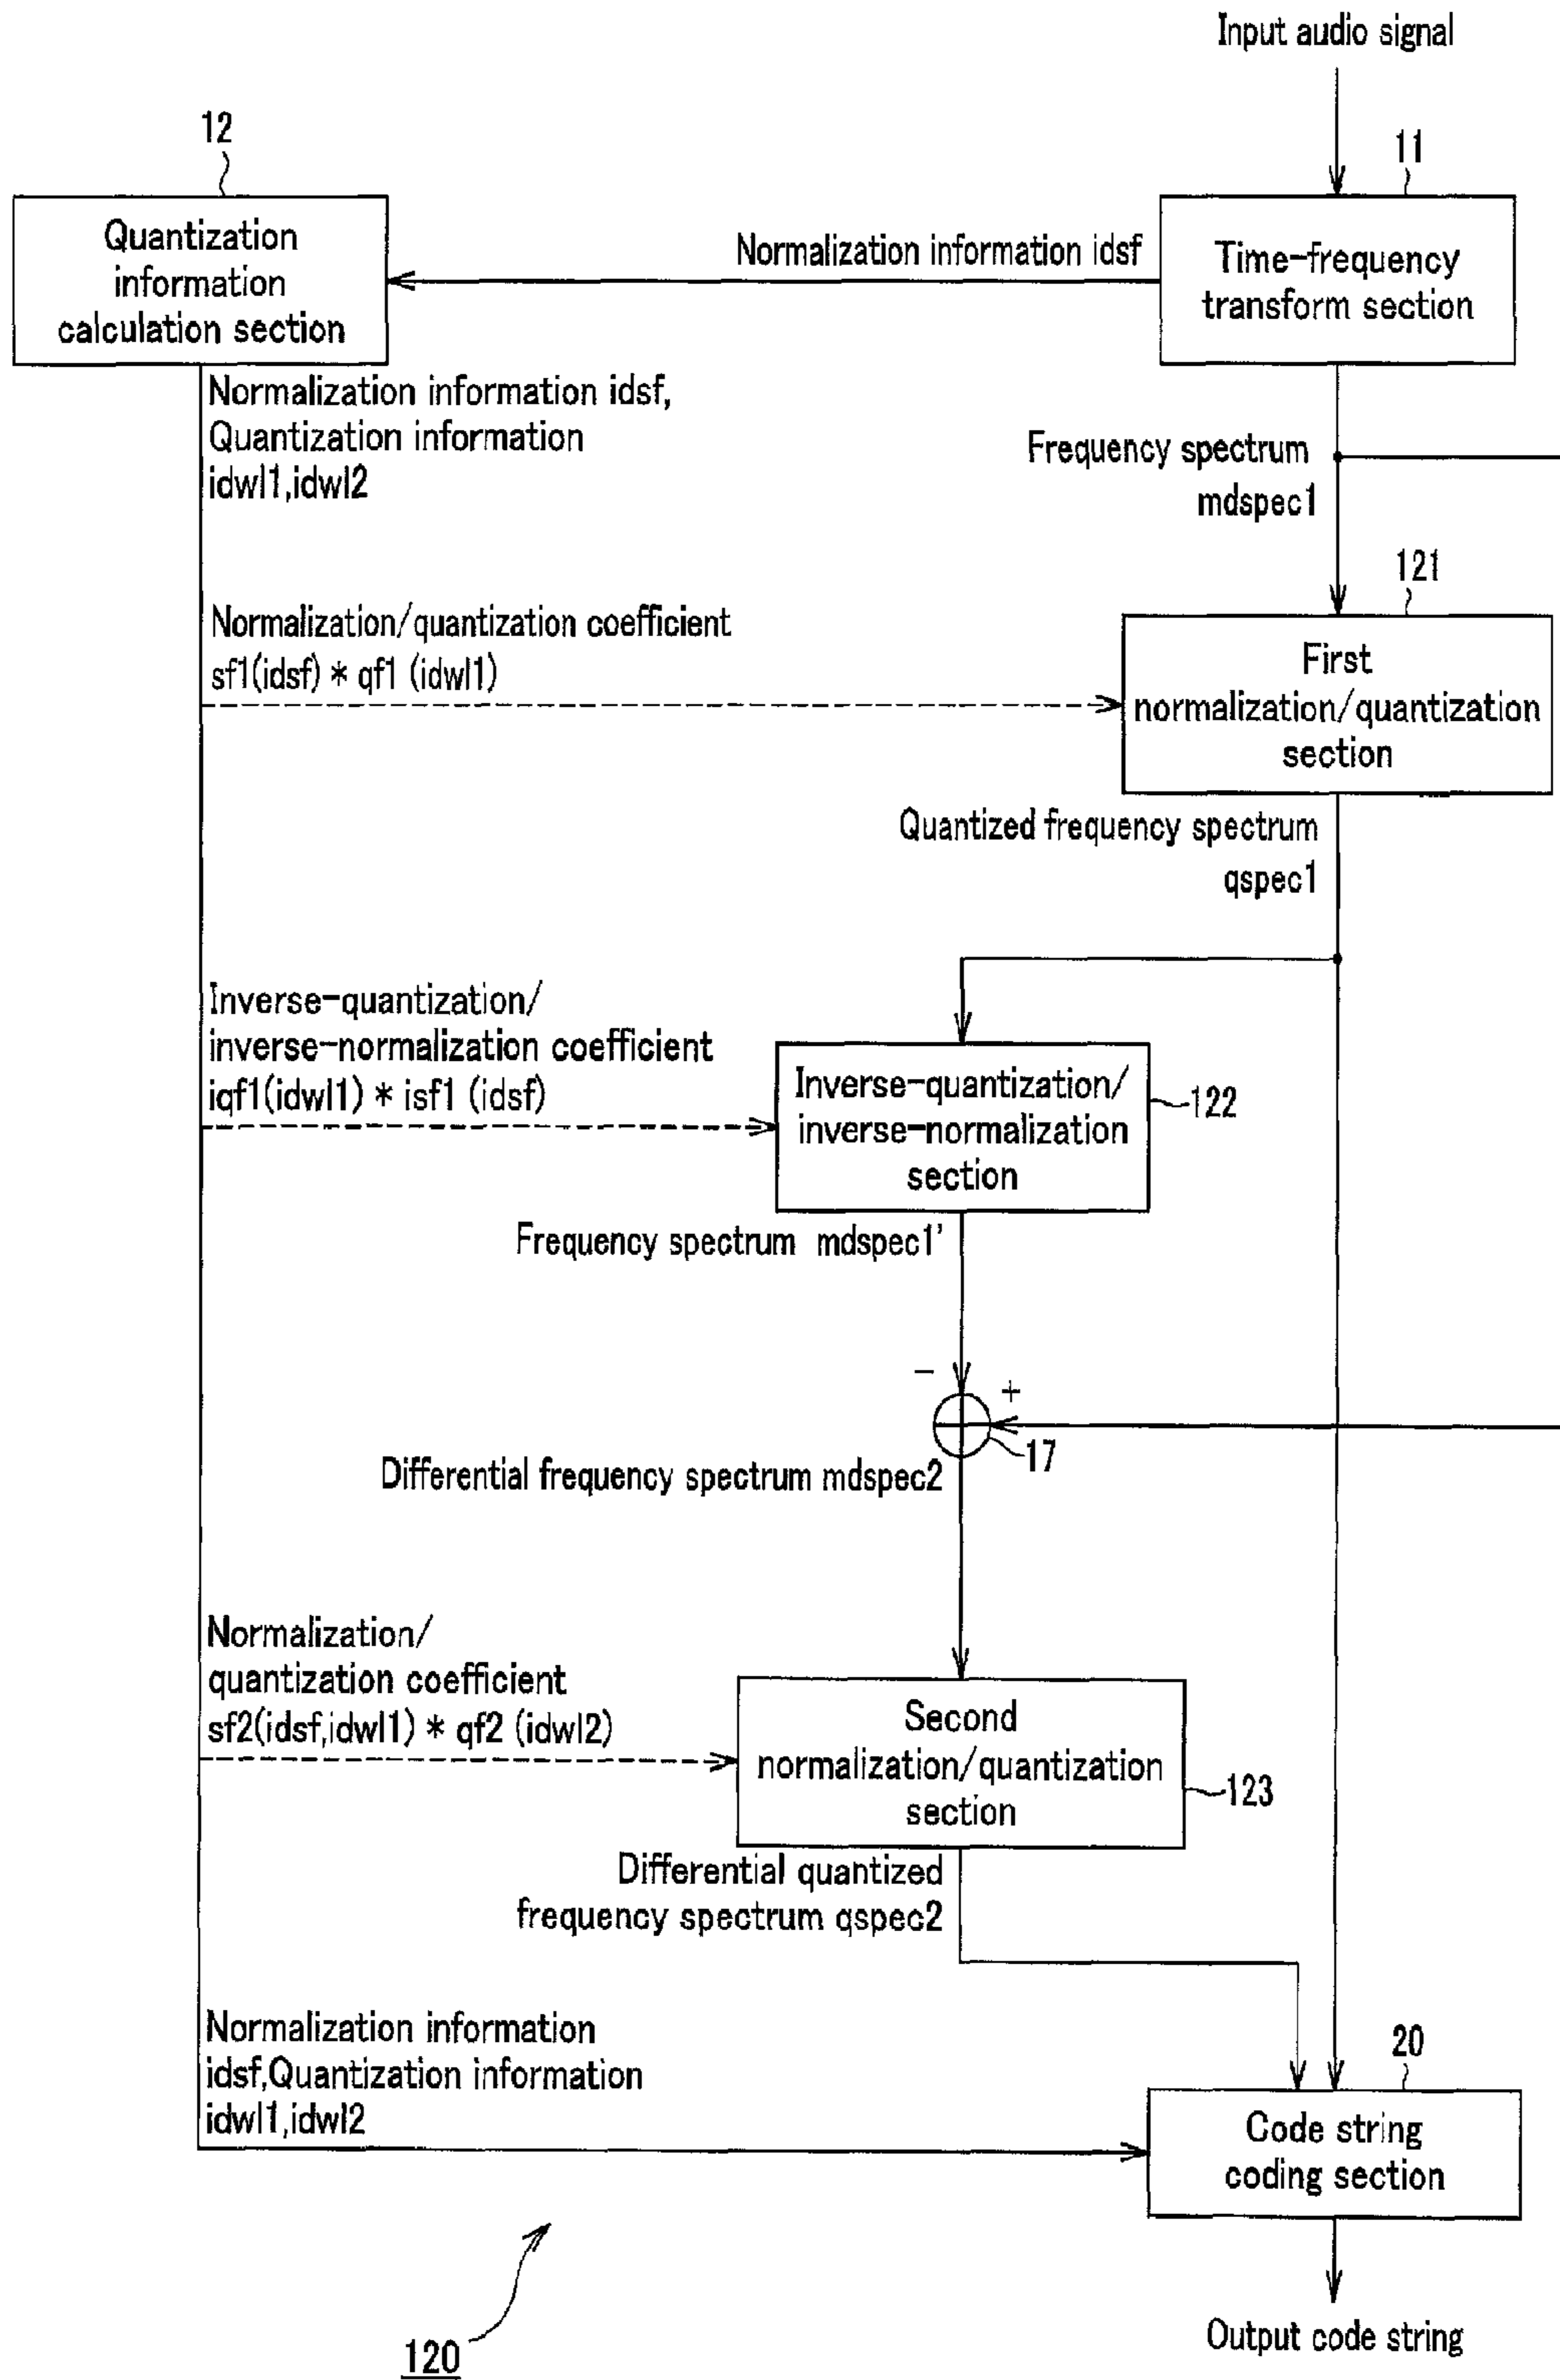 Input audio signal
12
11
Quantization
information
calculation section
Normalization information idsf
Time-frequency
transform section
Normalization information idsf,
Quantization information
idwl1,idwl2
Frequency spectrum
mdspec1
121
Normalization/quantization coefficient
sf1(idsf) * qf1 (idwl1)
First
normalization/quantization
section
Quantized frequency spectrum
qspec1
Inverse-quantization/
inverse-normalization coefficient
iqf1(idwl1) * isf1 (idsf)
Inverse-quantization/
inverse-normalization
section
122
Frequency spectrum mdspec1'
-
+
17
Differential frequency spectrum mdspec2
Normalization/
quantization coefficient
sf2(idsf,idwl1) * qf2 (idwl2)
Second
normalization/quantization
section
123
Differential quantized
frequency spectrum qspec2
Normalization information
idsf,Quantization information
idwl1,idwl2
20
Code string
coding section
120
Output code string